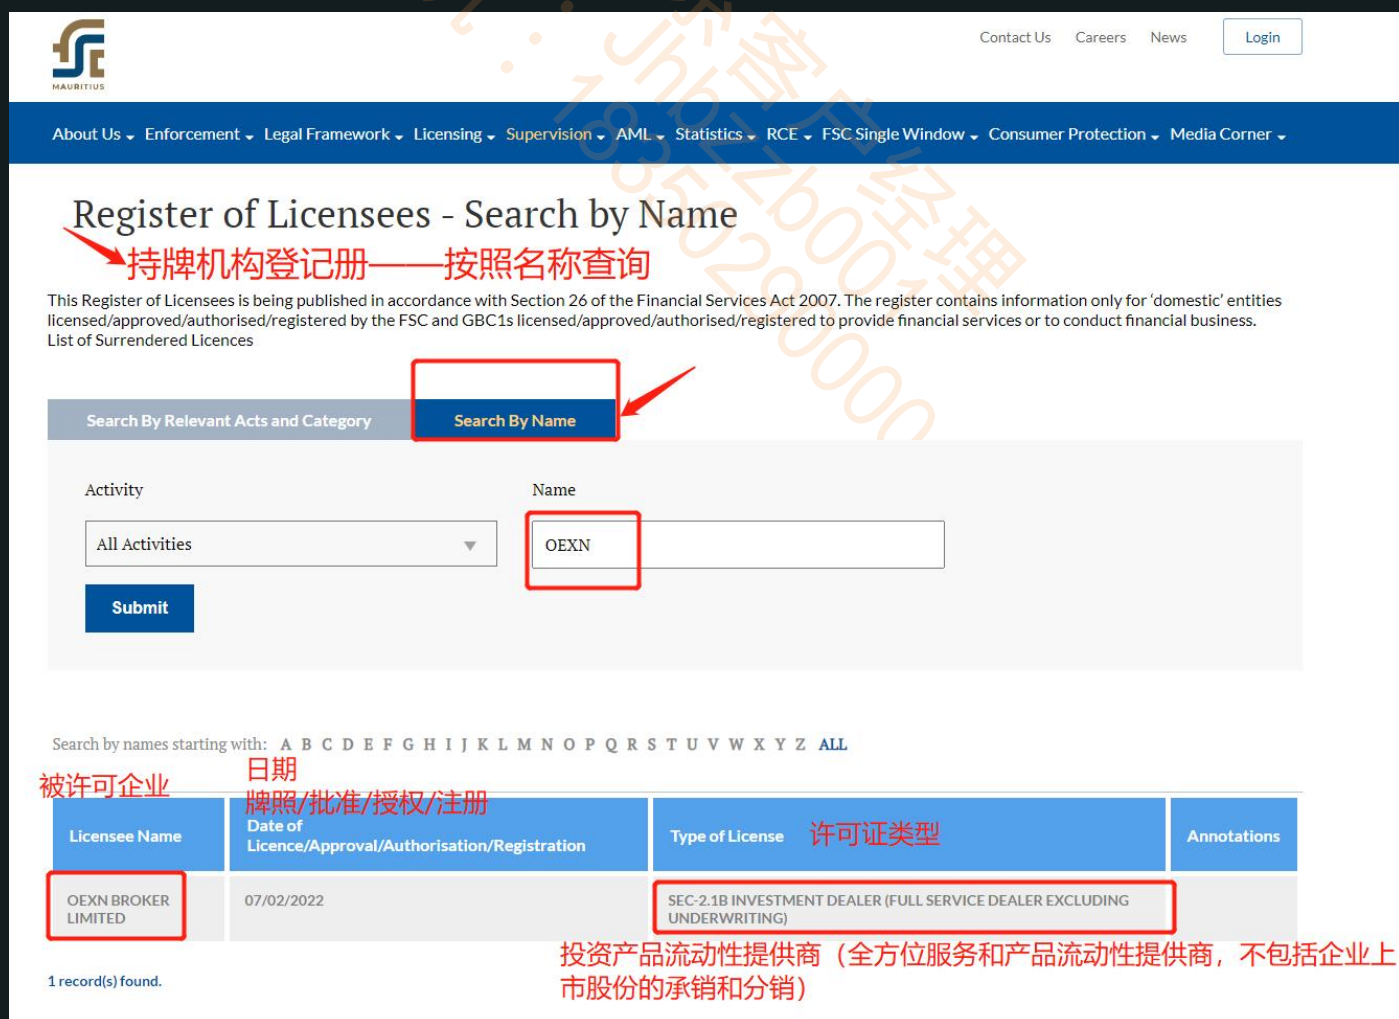 MAURITIUS
Contact Us Careers News Login
About Us Enforcement Legal Framework Licensing Supervision AML Statistics RCE FSC Single Window Consumer Protection Media Corner
Register of Licensees - Search by Name
持牌机构登记册——按照名称查询
This Register of Licensees is being published in accordance with Section 26 of the Financial Services Act 2007. The register contains information only for ‘domestic’ entities
licensed/approved/authorised/registered by the FSC and GBC1s licensed/approved/authorised/registered to provide financial services or to conduct financial business.
List of Surrendered Licences
Search By Relevant Acts and Category Search By Name
Activity Name
All Activities OEXN
Submit
Search by names starting with: A B C D E F G H I J K L M N O P Q R S T U V W X Y Z ALL
被许可企业
日期
牌照/批准/授权/注册
Licensee Name
Date of
Licence/Approval/Authorisation/Registration
Type of License 许可证类型
Annotations
OEXN BROKER
LIMITED
07/02/2022
SEC-2.1B INVESTMENT DEALER (FULL SERVICE DEALER EXCLUDING
UNDERWRITING)
投资产品流动性提供商（全方位服务和产品流动性提供商，不包括企业上
市股份的承销和分销）
1 record(s) found.
客户经理
Jhbzzb001
18350290000